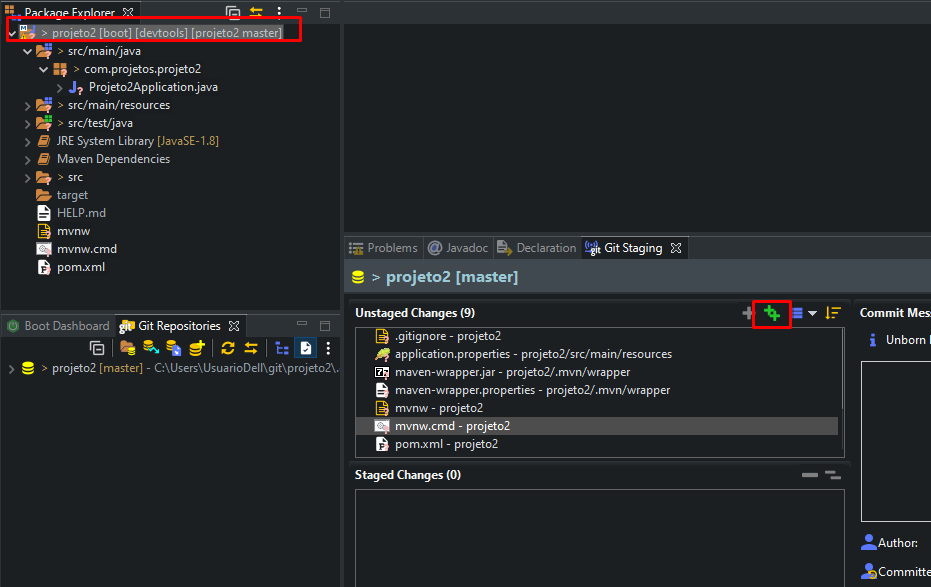 Package Explorer
> projeto2 [boot] [devtools] [projeto2 master]
> src/main/java
> com.projetos.projeto2
Projeto2Application.java
> src/main/resources
> src/test/java
JRE System Library [JavaSE-1.8]
Maven Dependencies
> src
target
HELP.md
mvnw
mvnw.cmd
pom.xml
Boot Dashboard
Git Repositories
> projeto2 [master] - C:\Users\UsuarioDell\git\projeto2\.
Problems
Javadoc
Declaration
Git Staging
> projeto2 [master]
Unstaged Changes (9)
.gitignore - projeto2
application.properties - projeto2/src/main/resources
maven-wrapper.jar - projeto2/.mvn/wrapper
maven-wrapper.properties - projeto2/.mvn/wrapper
mvnw - projeto2
mvnw.cmd - projeto2
pom.xml - projeto2
Staged Changes (0)
Commit Mes
Unborn
Author:
Committe